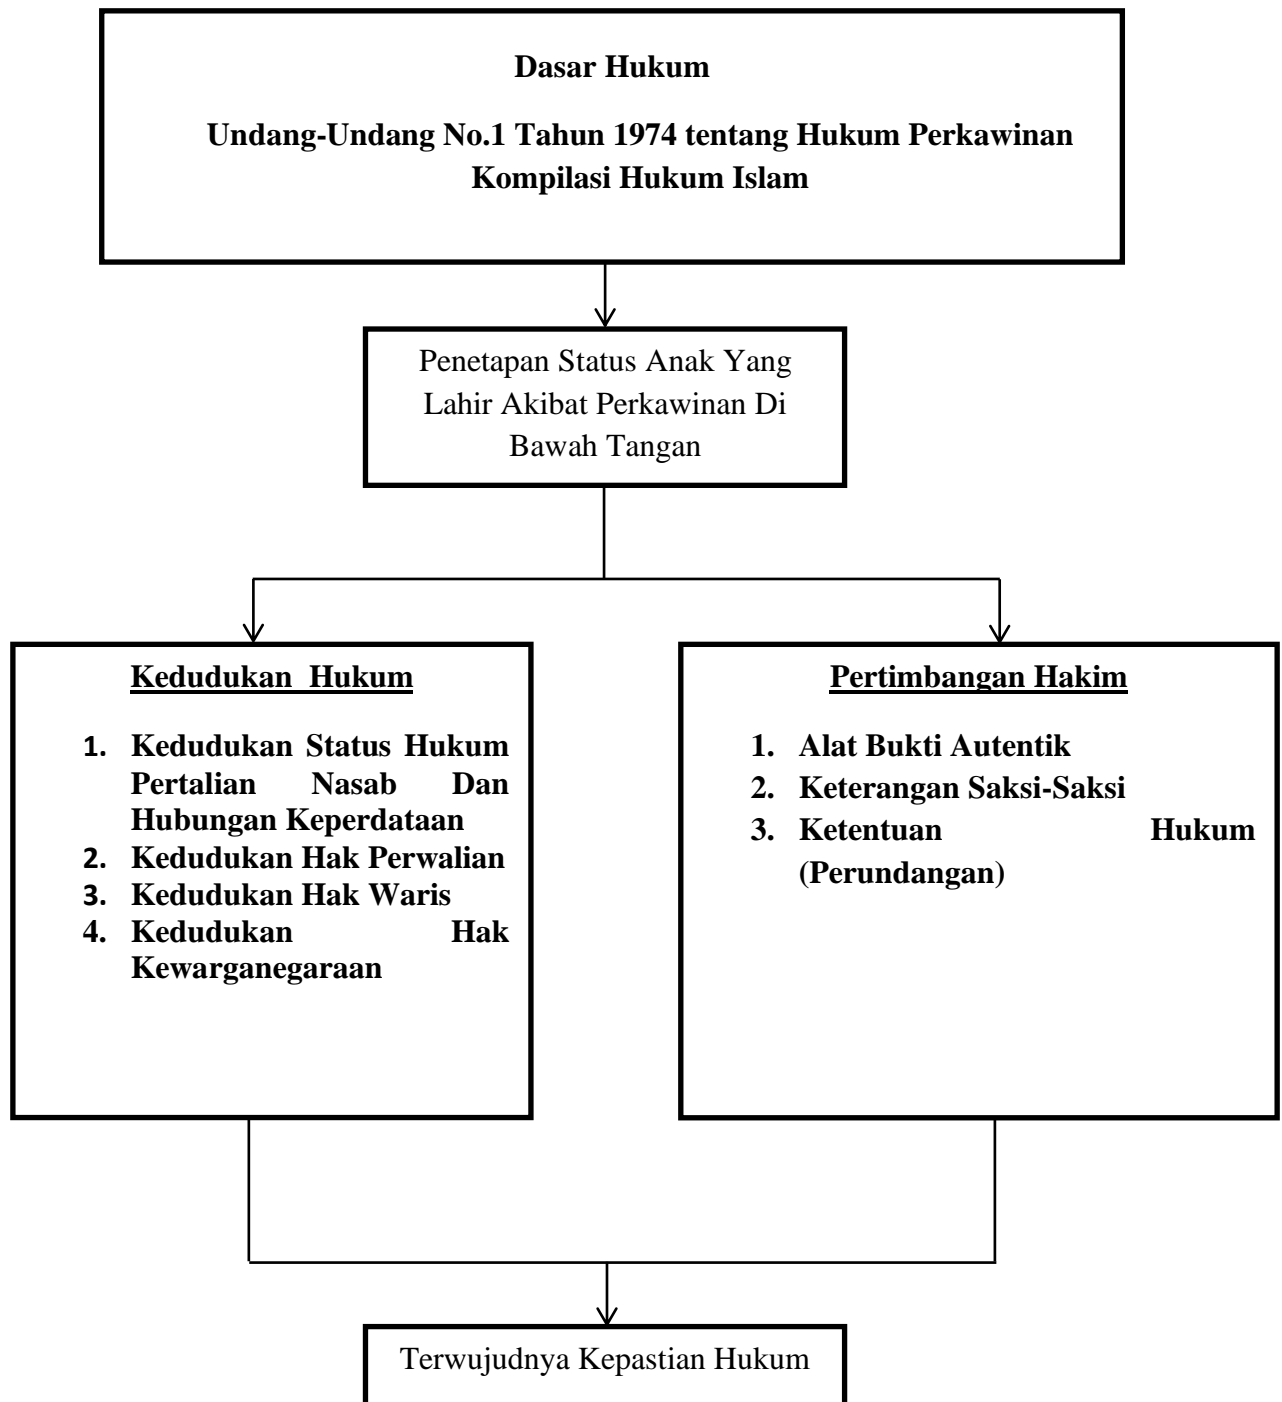 Dasar Hukum
Undang-Undang No.1 Tahun 1974 tentang Hukum Perkawinan
Kompilasi Hukum Islam
Penetapan Status Anak Yang
Lahir Akibat Perkawinan Di
Bawah Tangan
Kedudukan Hukum
1. Kedudukan Status Hukum
Pertalian Nasab Dan
Hubungan Keperdataan
2. Kedudukan Hak Perwalian
3. Kedudukan Hak Waris
4. Kedudukan Hak
Kewarganegaraan
Pertimbangan Hakim
1. Alat Bukti Autentik
2. Keterangan Saksi-Saksi
3. Ketentuan Hukum
(Perundangan)
Terwujudnya Kepastian Hukum